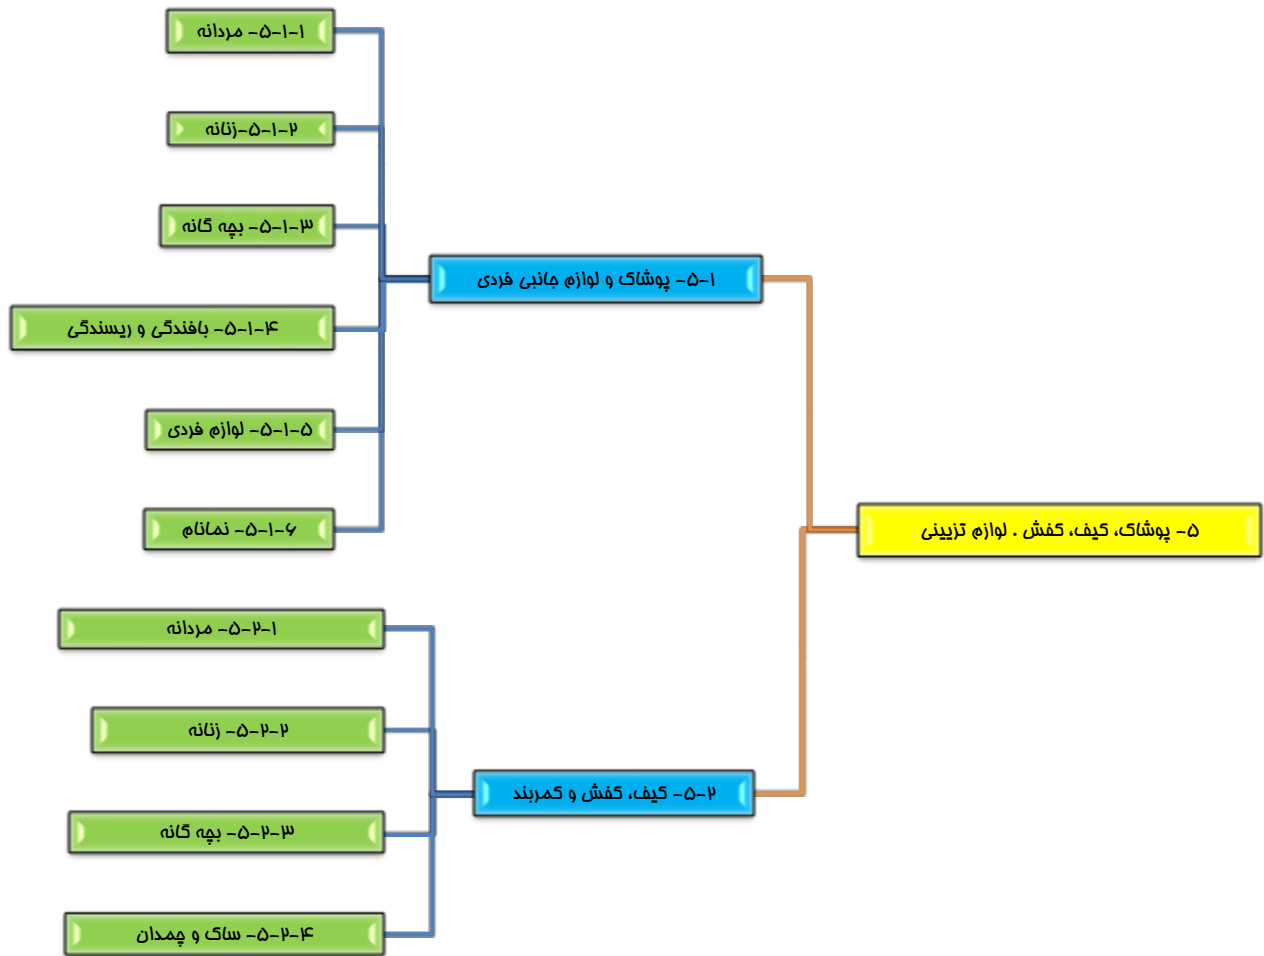 ۵- پوشاک، کیف، کفش . لوازم تزیینی
۵-۱- پوشاک و لوازم جانبی فردی
۵-۱-۱- مردانه
۵-۱-۲-زنانه
۵-۱-۳- بچه گانه
۵-۱-۴- بافندگی و ریسندگی
۵-۱-۵- لوازم فردی
۵-۱-۶- نمانام
۵-۲- کیف، کفش و کمربند
۵-۲-۱- مردانه
۵-۲-۲- زنانه
۵-۲-۳- بچه گانه
۵-۲-۴- ساک و چمدان